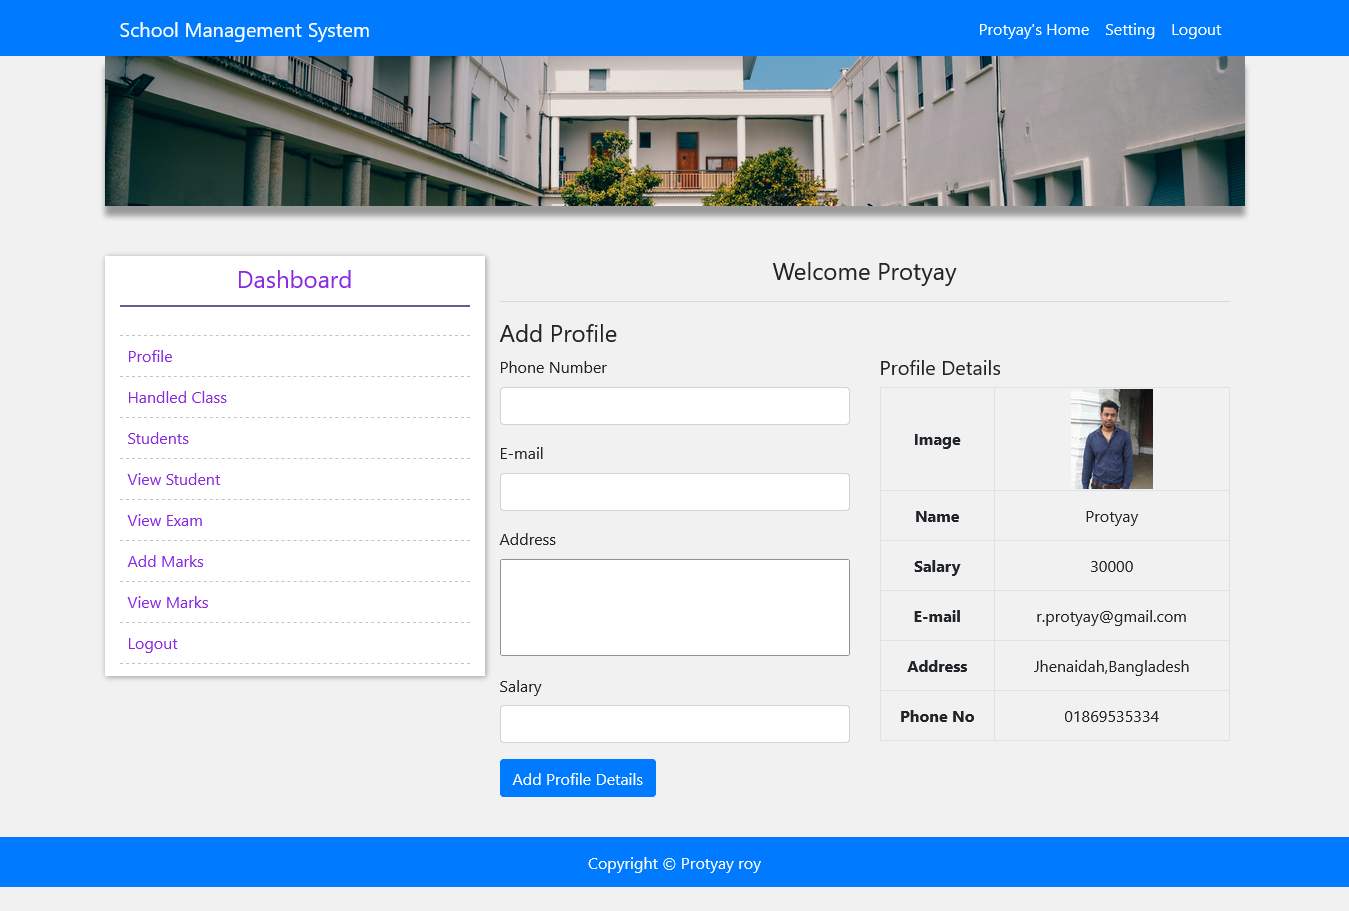 School Management System
Protyay's Home Setting Logout
Dashboard
Profile
Handled Class
Students
View Student
View Exam
Add Marks
View Marks
Logout
Welcome Protyay
Add Profile
Phone Number
E-mail
Address
Salary
Add Profile Details
Profile Details
Image
Name Protyay
Salary 30000
E-mail r.protyay@gmail.com
Address Jhenaidah,Bangladesh
Phone No 01869535334
Copyright © Protyay roy